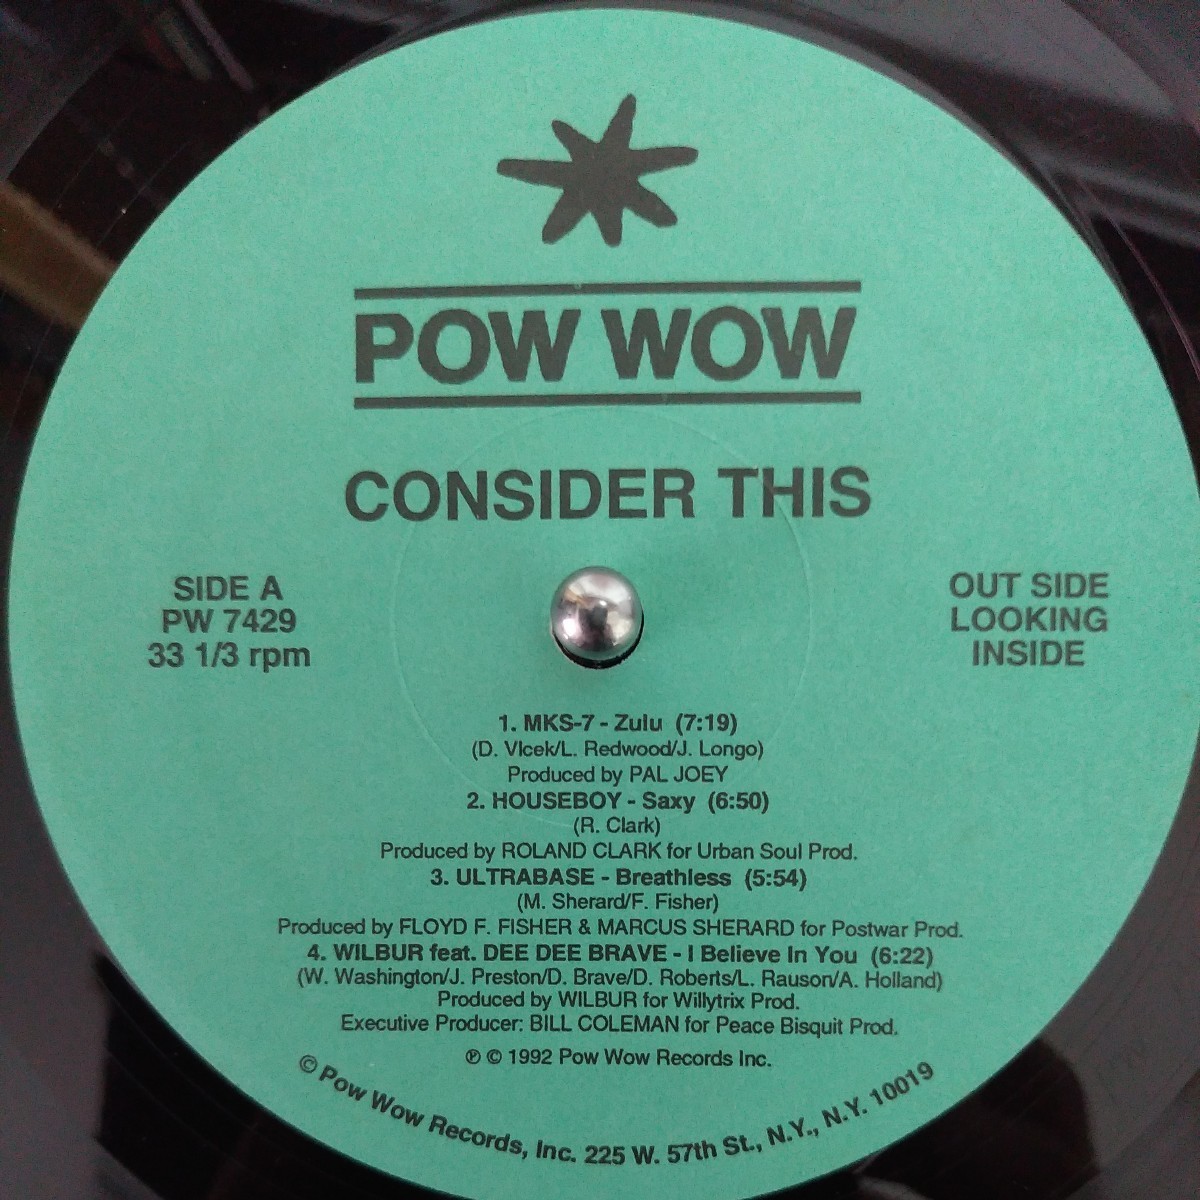 POW WOW
CONSIDER THIS
SIDE A
PW 7429
33 1/3 rpm
OUT SIDE
LOOKING
INSIDE
1. MKS-7 - Zulu (7:19)
(D. Vlcek/L. Redwood/J. Longo)
Produced by PAL JOEY
2. HOUSEBOY - Saxy (6:50)
(R. Clark)
Produced by ROLAND CLARK for Urban Soul Prod.
3. ULTRABASE - Breathless (5:54)
(M. Sherard/F. Fisher)
Produced by FLOYD F. FISHER & MARCUS SHERARD for Postwar Prod.
4. WILBUR feat. DEE DEE BRAVE - I Believe In You (6:22)
(W. Washington/J. Preston/D. Brave/D. Roberts/L. Rauson/A. Holland)
Produced by WILBUR for Willytrix Prod.
Executive Producer: BILL COLEMAN for Peace Bisquit Prod.
℗ © 1992 Pow Wow Records Inc.
© Pow Wow Records, Inc. 225 W. 57th St., N.Y., N.Y. 10019